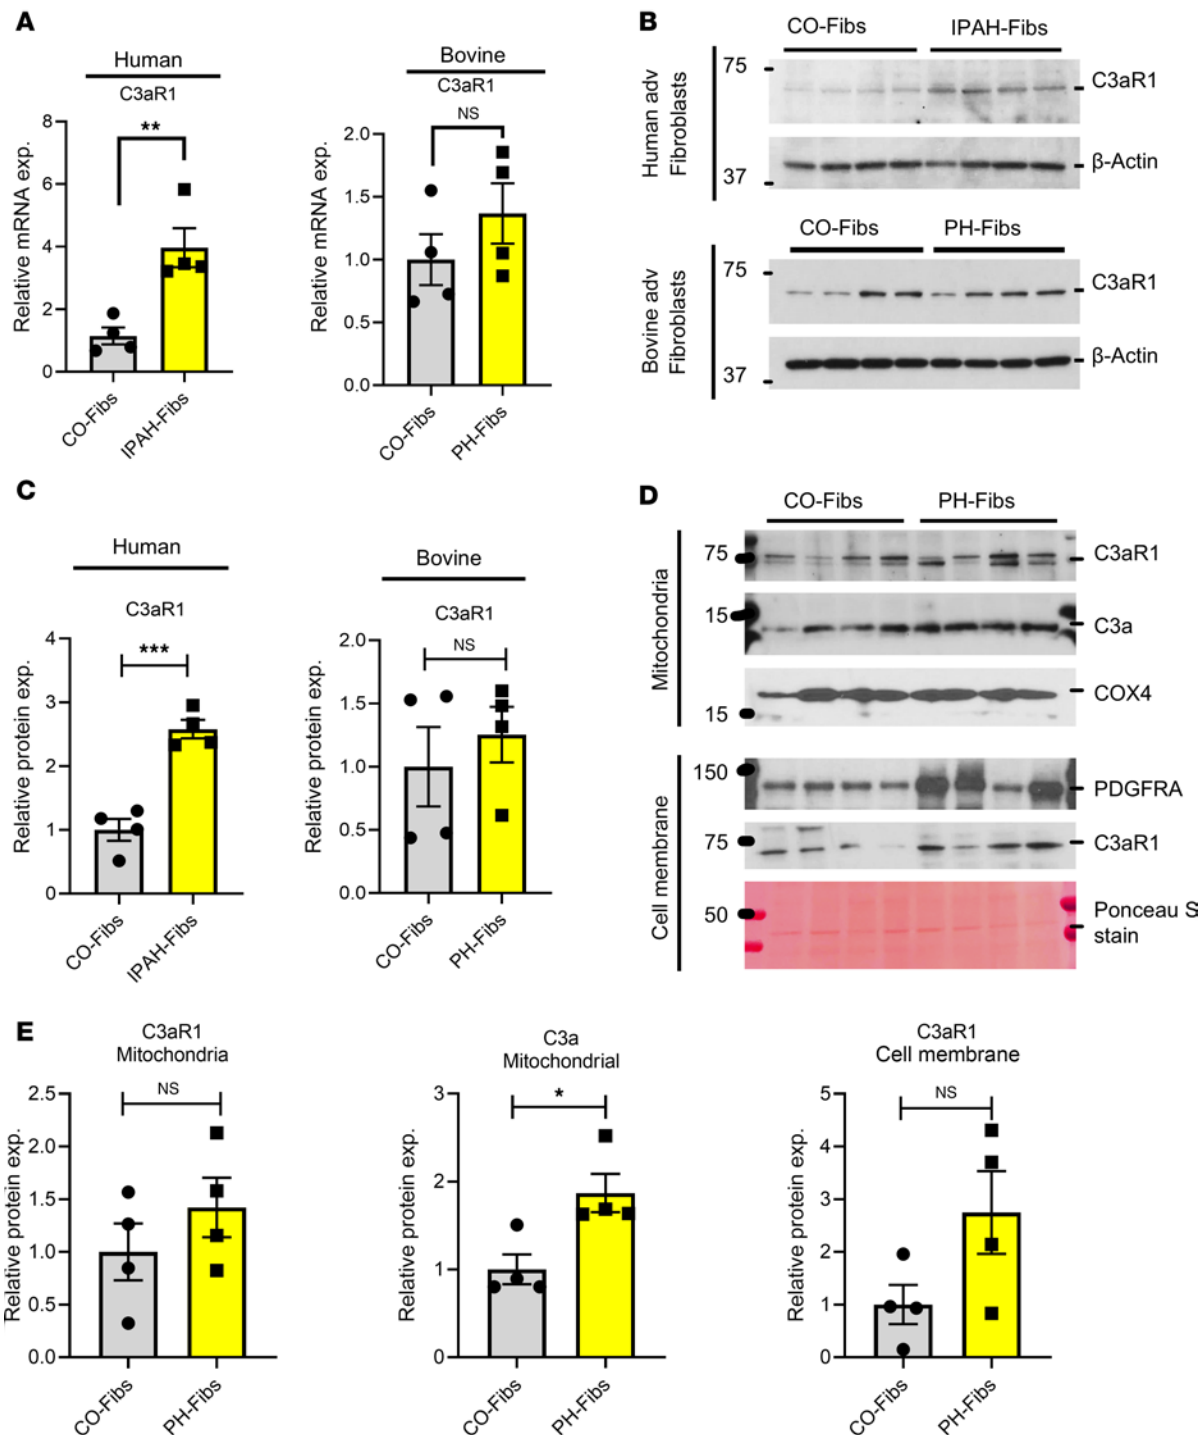 A
Human
C3aR1
**
Relative mRNA exp.
8
6
4
2
0
CO-Fibs
IPAH-Fibs
Bovine
C3aR1
NS
Relative mRNA exp.
2.0
1.5
1.0
0.5
0.0
CO-Fibs
PH-Fibs
B
CO-Fibs
IPAH-Fibs
Human adv
Fibroblasts
75
C3aR1
β-Actin
37
CO-Fibs
PH-Fibs
Bovine adv
Fibroblasts
75
C3aR1
β-Actin
37
C
Human
C3aR1
***
Relative protein exp.
4
3
2
1
0
CO-Fibs
IPAH-Fibs
Bovine
C3aR1
NS
Relative protein exp.
2.0
1.5
1.0
0.5
0.0
CO-Fibs
PH-Fibs
D
CO-Fibs
PH-Fibs
Mitochondria
75
C3aR1
15
C3a
COX4
15
Cell membrane
150
PDGFRA
75
C3aR1
50
Ponceau S
stain
E
C3aR1
Mitochondria
NS
Relative protein exp.
2.5
2.0
1.5
1.0
0.5
0.0
CO-Fibs
PH-Fibs
C3a
Mitochondrial
*
Relative protein exp.
3
2
1
0
CO-Fibs
PH-Fibs
C3aR1
Cell membrane
NS
Relative protein exp.
5
4
3
2
1
0
CO-Fibs
PH-Fibs